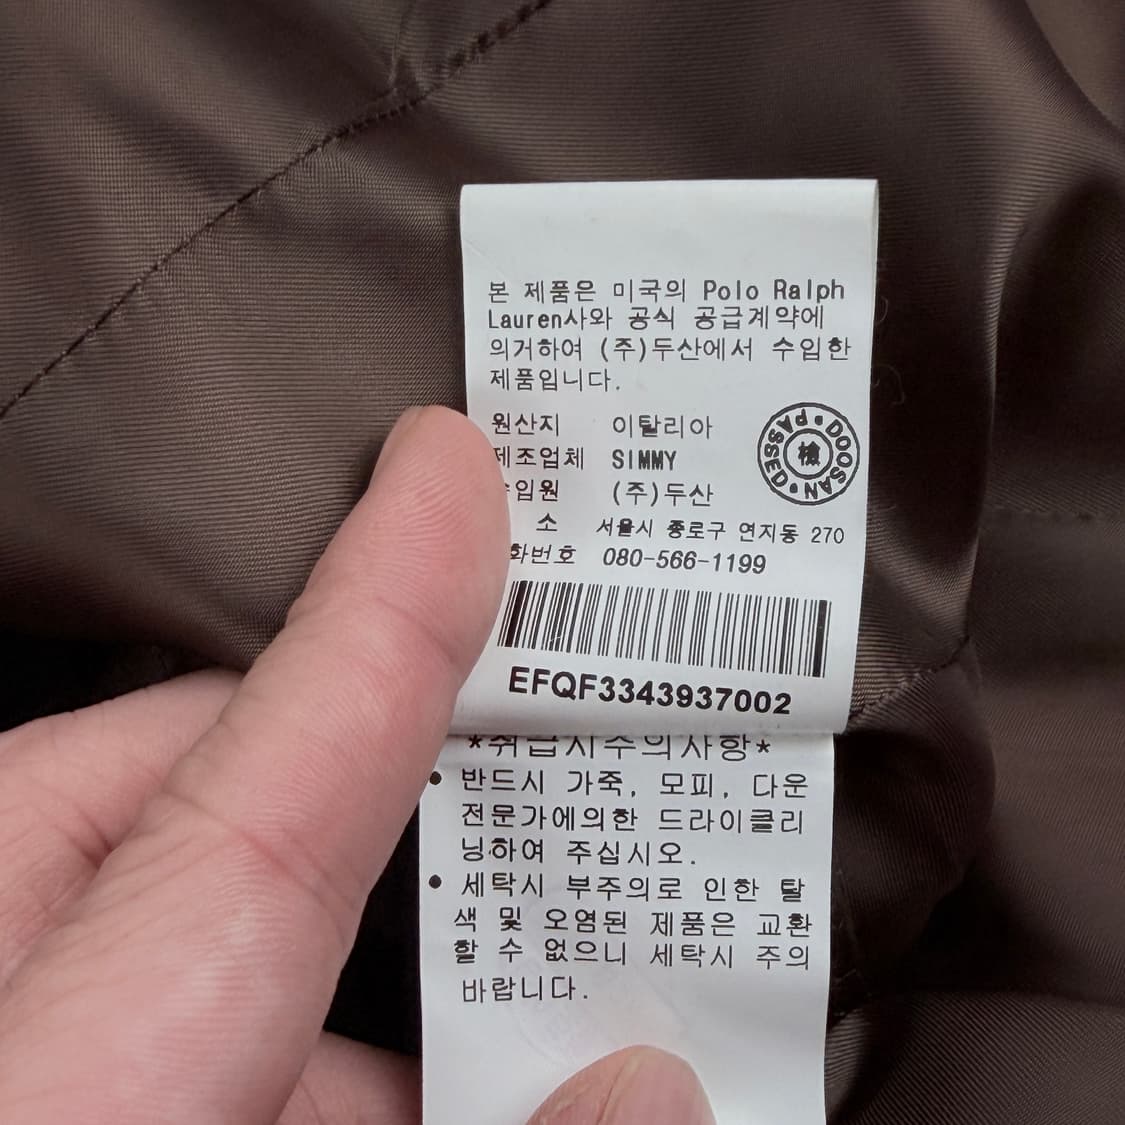 본 제품은 미국의 Polo Ralph
Lauren사와 공식 공급계약에
의거하여 (주)두산에서 수입한
제품입니다.
원산지 이탈리아
제조업체 SIMMY
입원 (주)두산
소 서울시 종로구 연지동 270
화번호 080-566-1199
DOOSAN • PASSED • P&PA
檢
EFQF3343937002
*취급시주의사항*
• 반드시 가죽, 모피, 다운
전문가에의한 드라이클리
닝하여 주십시오.
• 세탁시 부주의로 인한 탈
색 및 오염된 제품은 교환
할 수 없으니 세탁시 주의
바랍니다.